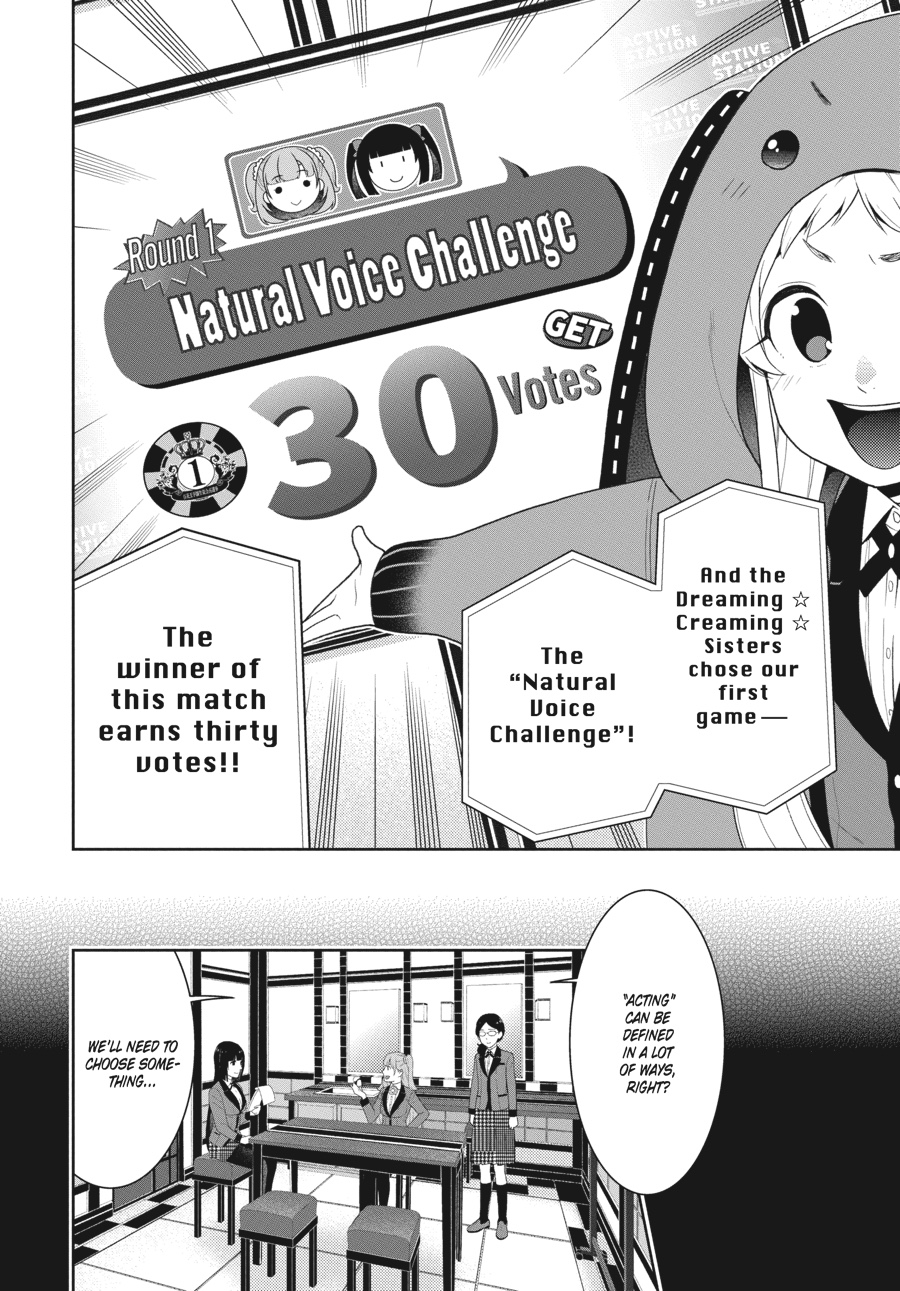 ACTIVE
STATION
ACTIVE
STATION
ACTIVE
STATION
Round 1
Natural Voice Challenge
GET
30
Votes
1
And the
Dreaming ☆
Creaming ☆
Sisters
chose our
first
game —
The
“Natural
Voice
Challenge”!
The
winner of
this match
earns thirty
votes!!
“ACTING”
CAN BE
DEFINED
IN A LOT
OF WAYS,
RIGHT?
WE'LL NEED TO
CHOOSE SOME-
THING...